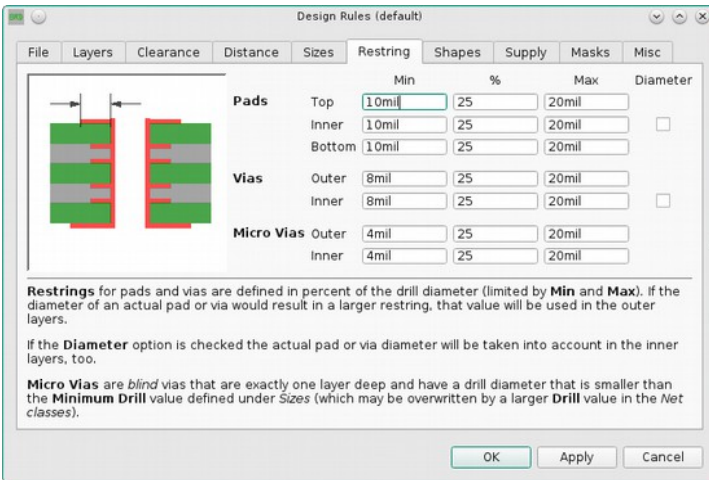 Design Rules (default)
File Layers Clearance Distance Sizes Restring Shapes Supply Masks Misc
Min % Max Diameter
Pads Top 10mil 25 20mil
Inner 10mil 25 20mil
Bottom 10mil 25 20mil
Vias Outer 8mil 25 20mil
Inner 8mil 25 20mil
Micro Vias Outer 4mil 25 20mil
Inner 4mil 25 20mil
Restrings for pads and vias are defined in percent of the drill diameter (limited by Min and Max). If the
diameter of an actual pad or via would result in a larger restring, that value will be used in the outer
layers.
If the Diameter option is checked the actual pad or via diameter will be taken into account in the inner
layers, too.
Micro Vias are blind vias that are exactly one layer deep and have a drill diameter that is smaller than
the Minimum Drill value defined under Sizes (which may be overwritten by a larger Drill value in the Net
classes).
OK Apply Cancel